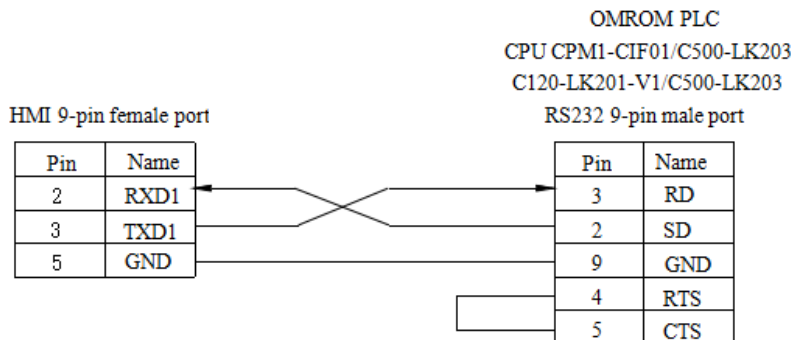 OMROM PLC
CPU CPM1-CIF01/C500-LK203
C120-LK201-V1/C500-LK203
HMI 9-pin female port
RS232 9-pin male port
Pin Name
2 RXD1
3 TXD1
5 GND
Pin Name
3 RD
2 SD
9 GND
4 RTS
5 CTS